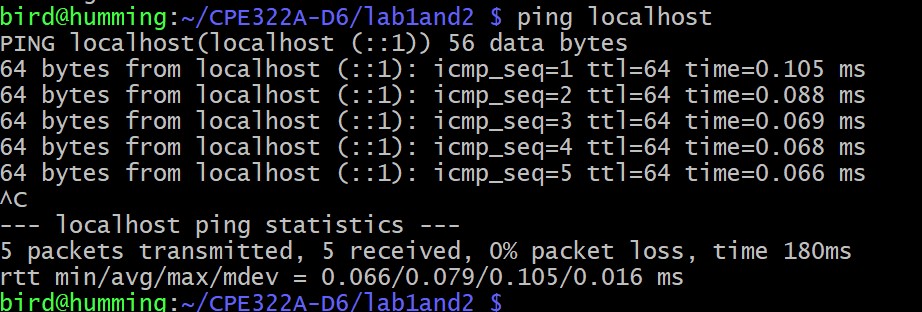 bird@humming:~/CPE322A-D6/lab1and2 $ ping localhost
PING localhost(localhost (::1)) 56 data bytes
64 bytes from localhost (::1): icmp_seq=1 ttl=64 time=0.105 ms
64 bytes from localhost (::1): icmp_seq=2 ttl=64 time=0.088 ms
64 bytes from localhost (::1): icmp_seq=3 ttl=64 time=0.069 ms
64 bytes from localhost (::1): icmp_seq=4 ttl=64 time=0.068 ms
64 bytes from localhost (::1): icmp_seq=5 ttl=64 time=0.066 ms
^C
--- localhost ping statistics ---
5 packets transmitted, 5 received, 0% packet loss, time 180ms
rtt min/avg/max/mdev = 0.066/0.079/0.105/0.016 ms
bird@humming:~/CPE322A-D6/lab1and2 $